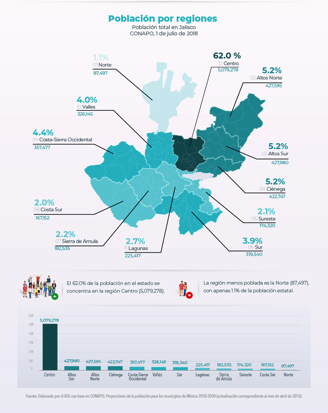 Población por regiones
Población total en Jalisco
CONAPO, 1 de julio de 2018
1.1%
Norte
87,497
62.0 %
Centro
5,079,278
5.2%
Altos Norte
427,595
4.0%
Valles
326,145
4.4%
Costa-Sierra Occidental
357,477
5.2%
Altos Sur
427,980
2.0%
Costa Sur
167,152
5.2%
Ciénega
422,747
2.1%
Sureste
174,320
2.2%
Sierra de Amula
182,535
2.7%
Lagunas
225,417
3.9%
Sur
319,340
El 62.0% de la población en el estado se
concentra en la región Centro (5,079,278).
La región menos poblada es la Norte (87,497),
con apenas 1.1% de la población estatal.
5,079,278
427,980
427,595
422,747
357,477
326,145
319,340
225,417
182,535
174,320
167,152
87,497
Centro
Altos
Sur
Altos
Norte
Ciénega
Costa Sierra
Occidental
Valles
Sur
Lagunas
Sierra
de Amula
Sureste
Costa Sur
Norte